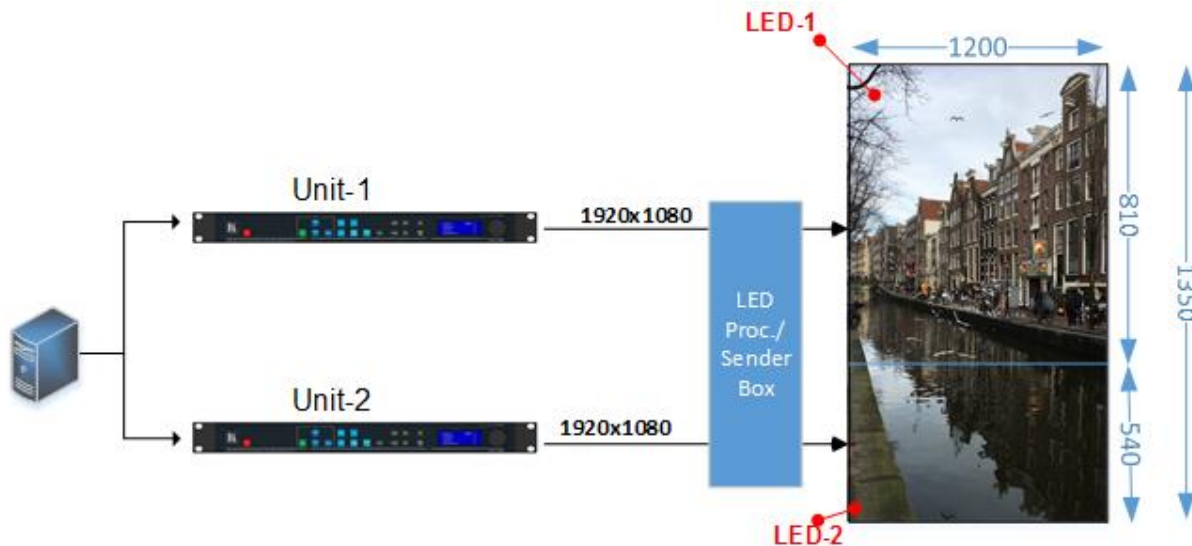 LED-1
1200
Unit-1
1920x1080
810
1350
LED
Proc./
Sender
Box
Unit-2
1920x1080
540
LED-2